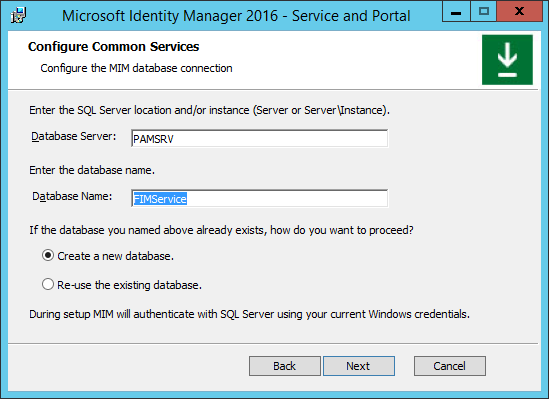 Microsoft Identity Manager 2016 - Service and Portal
Configure Common Services
Configure the MIM database connection
Enter the SQL Server location and/or instance (Server or Server\Instance).
Database Server: PAMSRV
Enter the database name.
Database Name: FIMService
If the database you named above already exists, how do you want to proceed?
Create a new database.
Re-use the existing database.
During setup MIM will authenticate with SQL Server using your current Windows credentials.
Back Next Cancel